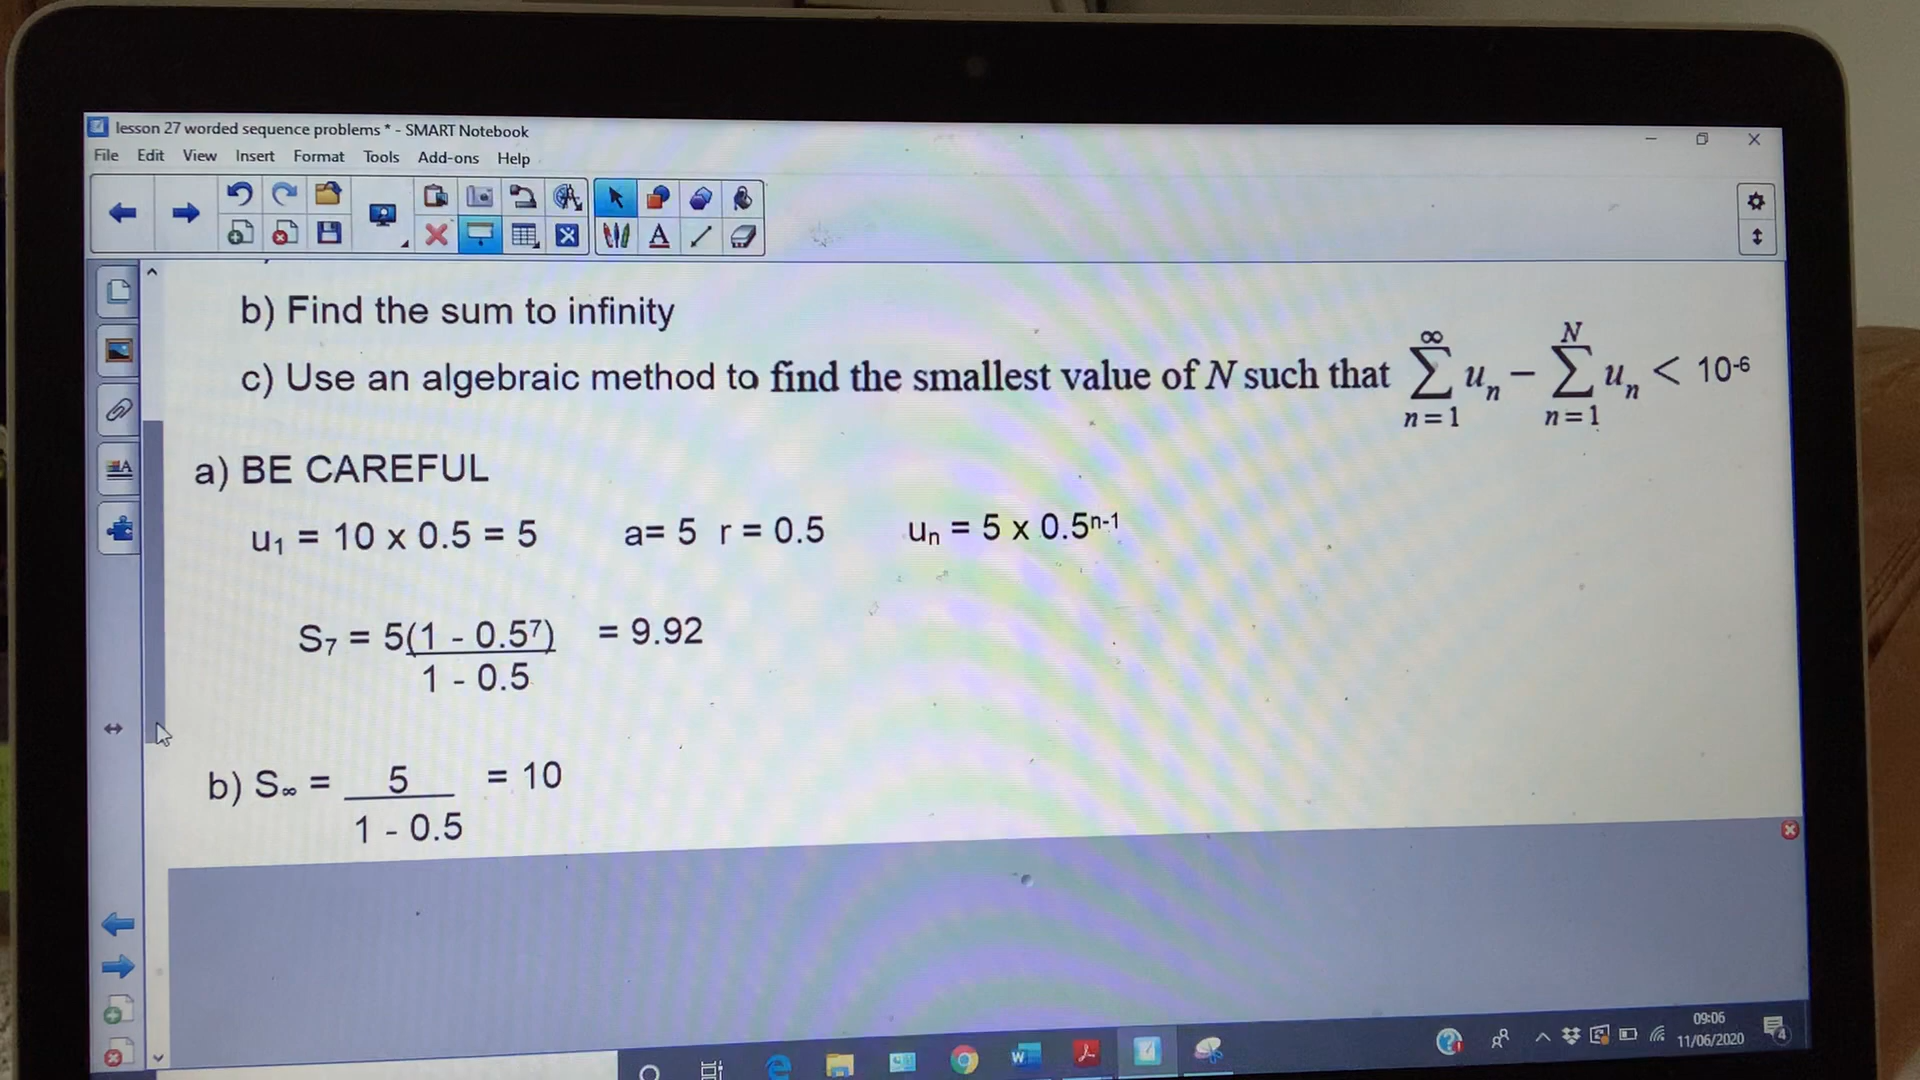 lesson 27 worded sequence problems * - SMART Notebook
File Edit View Insert Format Tools Add-ons Help
b) Find the sum to infinity
c) Use an algebraic method to find the smallest value of N such that ∑ₙ₌₁^∞ uₙ − ∑ₙ₌₁^N uₙ < 10⁻⁶
a) BE CAREFUL
u₁ = 10 x 0.5 = 5 a= 5 r = 0.5 uₙ = 5 x 0.5ⁿ⁻¹
S₇ = 5(1 - 0.5⁷) = 9.92
1 - 0.5
b) S∞ = 5 = 10
1 - 0.5
09:06
11/06/2020
4